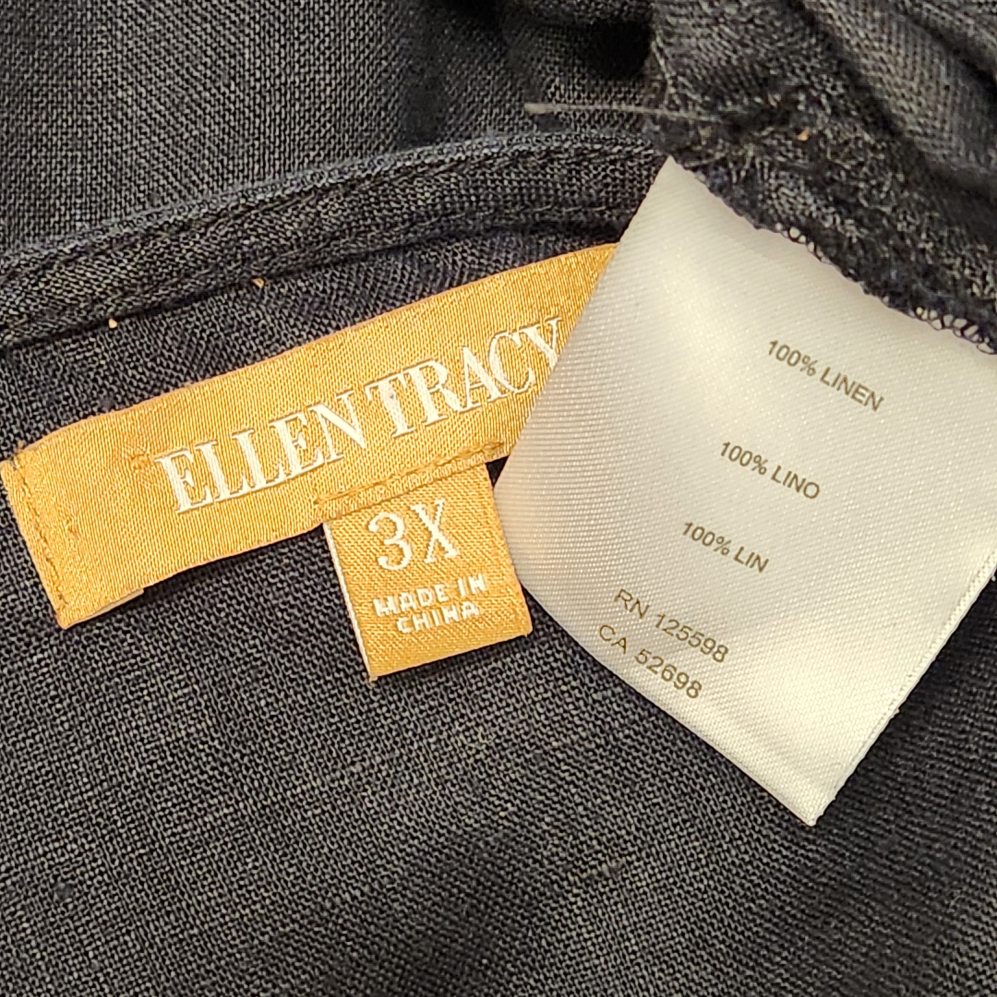 ELLEN TRACY
3X
MADE IN
CHINA
100% LINEN
100% LINO
100% LIN
RN 125598
CA 52698